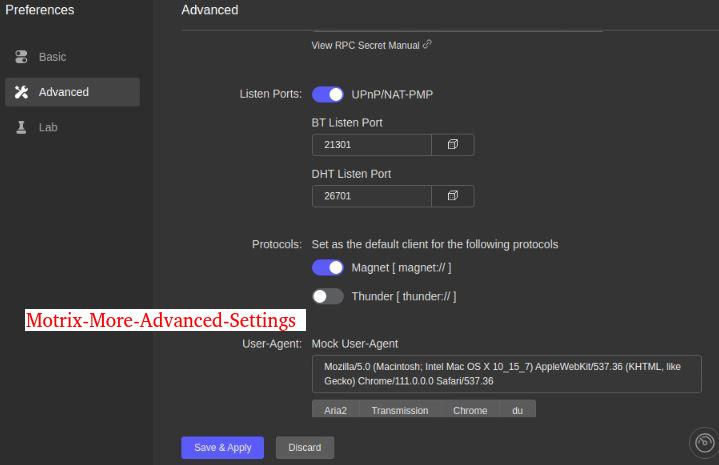 Preferences
Advanced
View RPC Secret Manual
Basic
Advanced
Lab
Listen Ports:
UPnP/NAT-PMP
BT Listen Port
21301
DHT Listen Port
26701
Protocols:
Set as the default client for the following protocols
Magnet [ magnet:// ]
Thunder [ thunder:// ]
Motrix-More-Advanced-Settings
User-Agent:
Mock User-Agent
Mozilla/5.0 (Macintosh; Intel Mac OS X 10_15_7) AppleWebKit/537.36 (KHTML, like
Gecko) Chrome/111.0.0.0 Safari/537.36
Aria2
Transmission
Chrome
du
Save & Apply
Discard